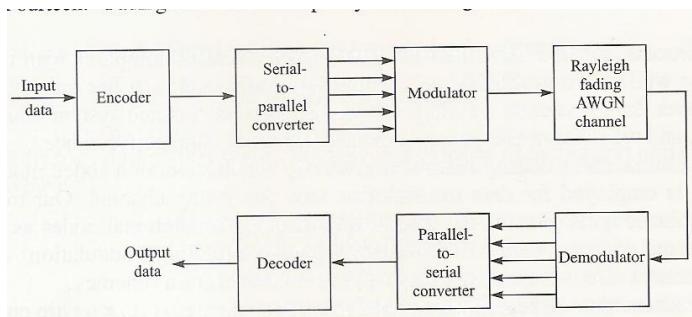 Input
data
Encoder
Serial-
to-
parallel
converter
Modulator
Rayleigh
fading
AWGN
channel
Output
data
Decoder
Parallel-
to-
serial
converter
Demodulator